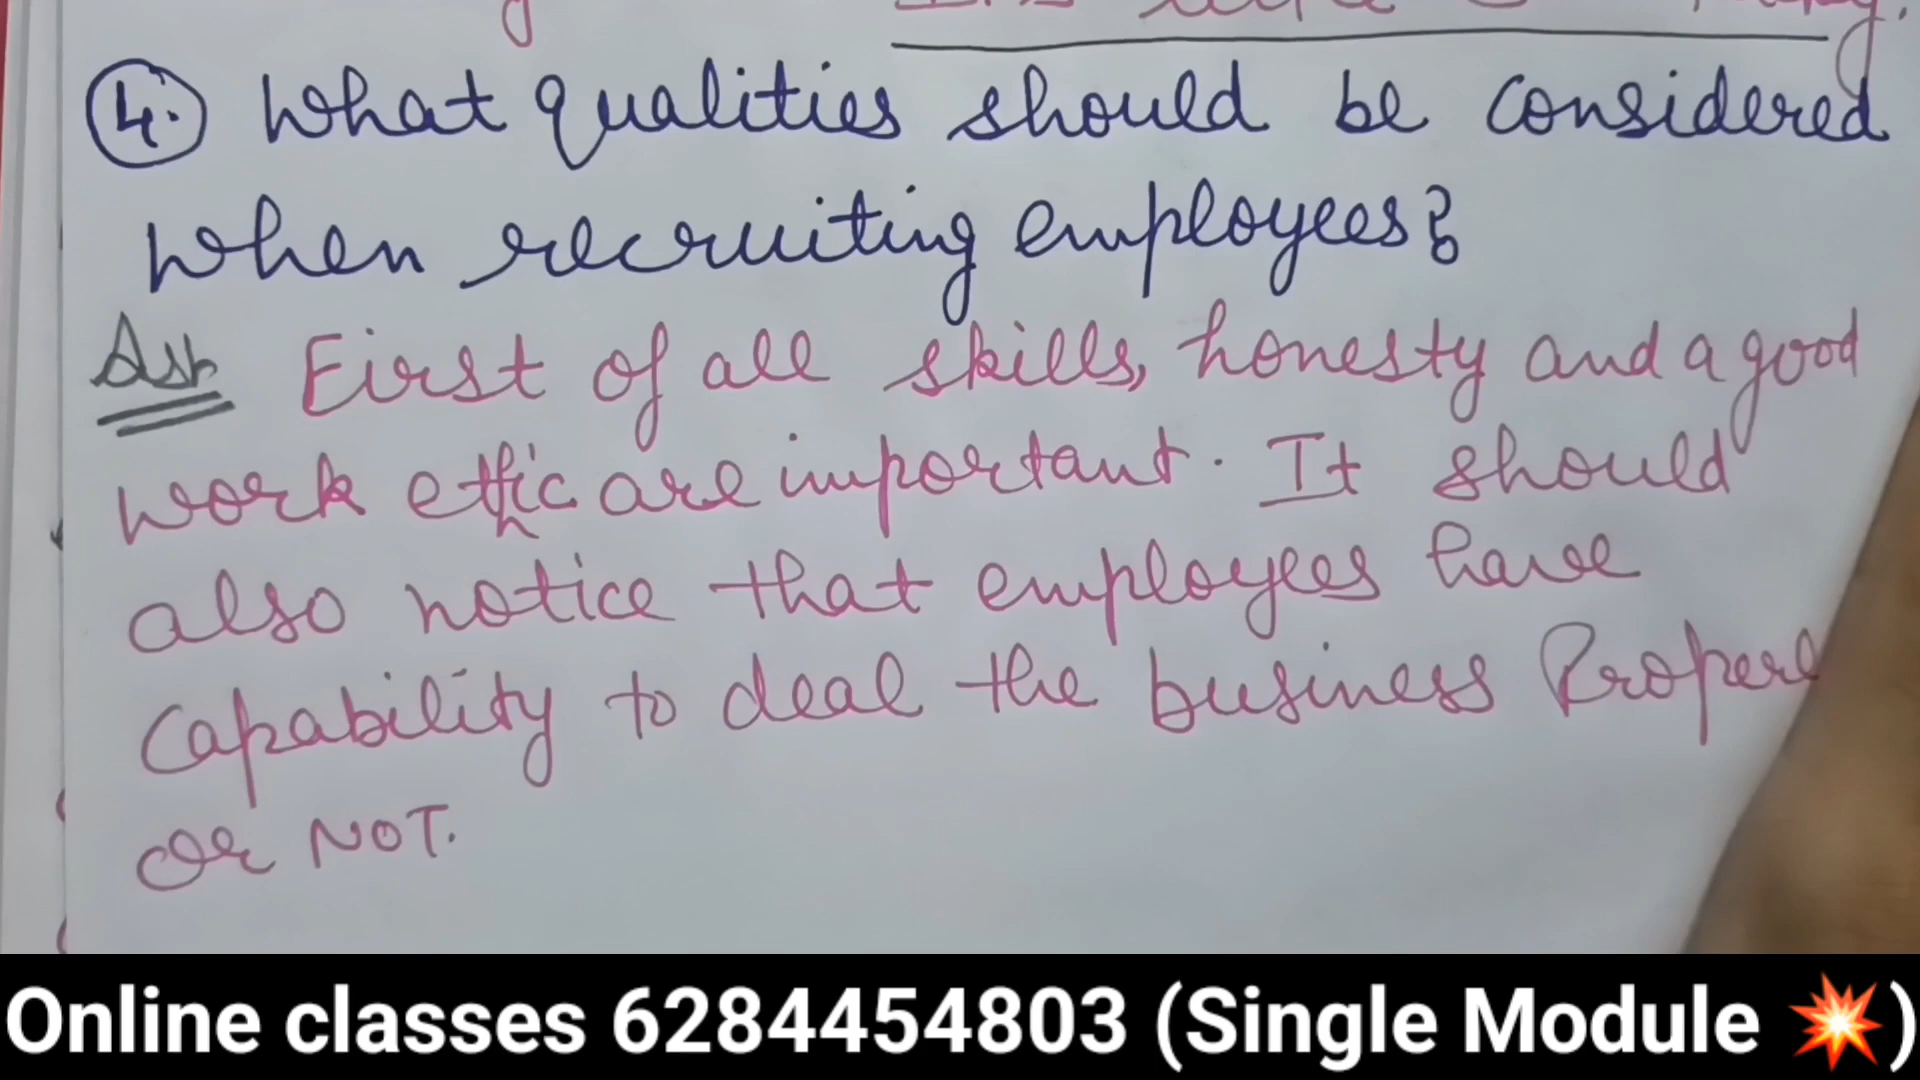 4. What qualities should be considered
when recruiting employees?
Ans First of all skills, honesty and a good
work ethic are important. It should
also notice that employees have
Capability to deal the business Properl
or NOT.
Online classes 6284454803 (Single Module 💥)